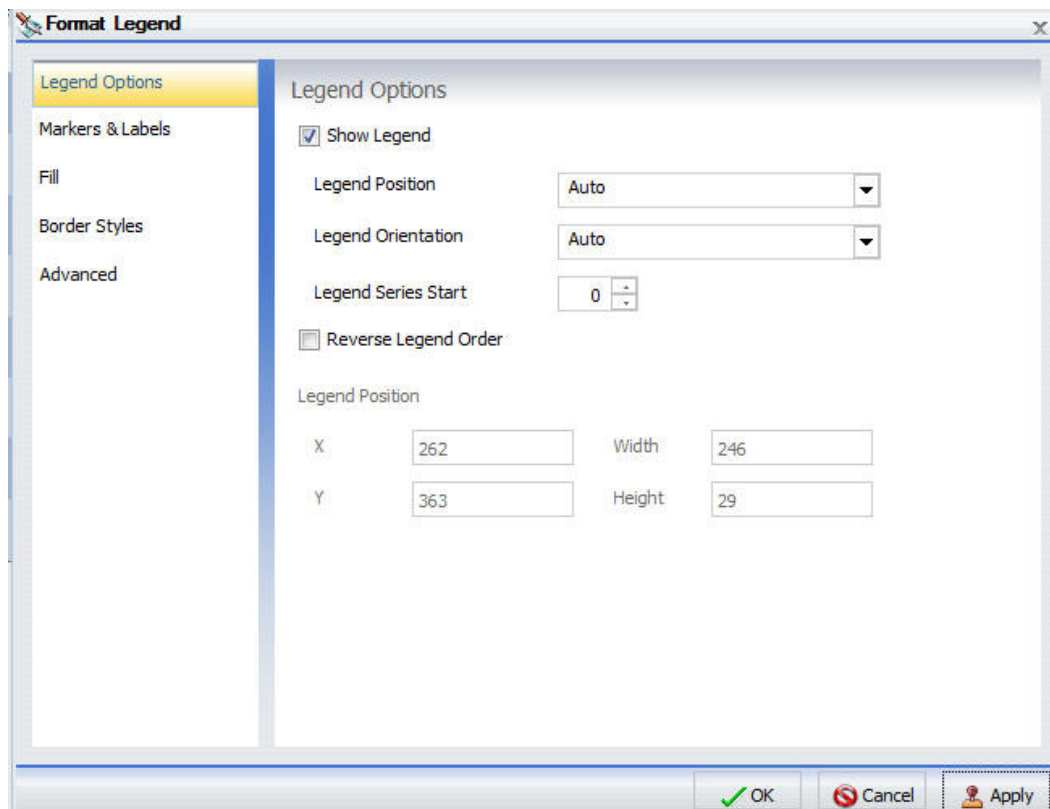 Format Legend
x
Legend Options
Markers & Labels
Fill
Border Styles
Advanced
Legend Options
Show Legend
Legend Position Auto
Legend Orientation Auto
Legend Series Start 0
Reverse Legend Order
Legend Position
X 262 Width 246
Y 363 Height 29
OK Cancel Apply